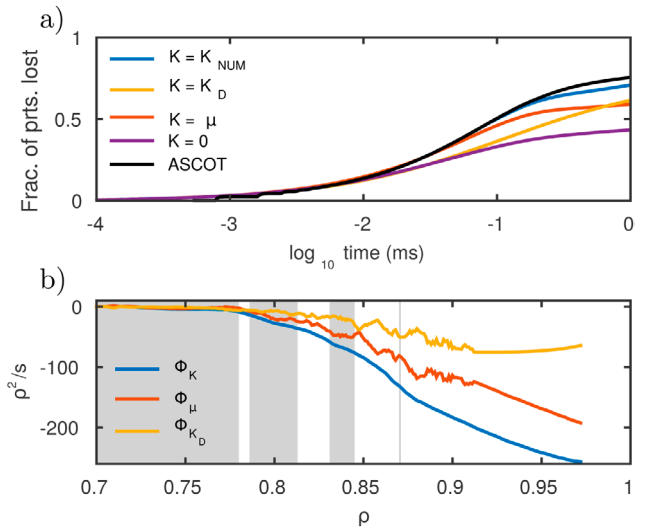 a)
1
0.5
0
Frac. of prts. lost
K = K NUM
K = K D
K = μ
K = 0
ASCOT
-4 -3 -2 -1 0
log 10 time (ms)
b)
0
-100
-200
ρ²/s
Φ K
Φ μ
Φ K D
0.7 0.75 0.8 0.85 0.9 0.95 1
ρ